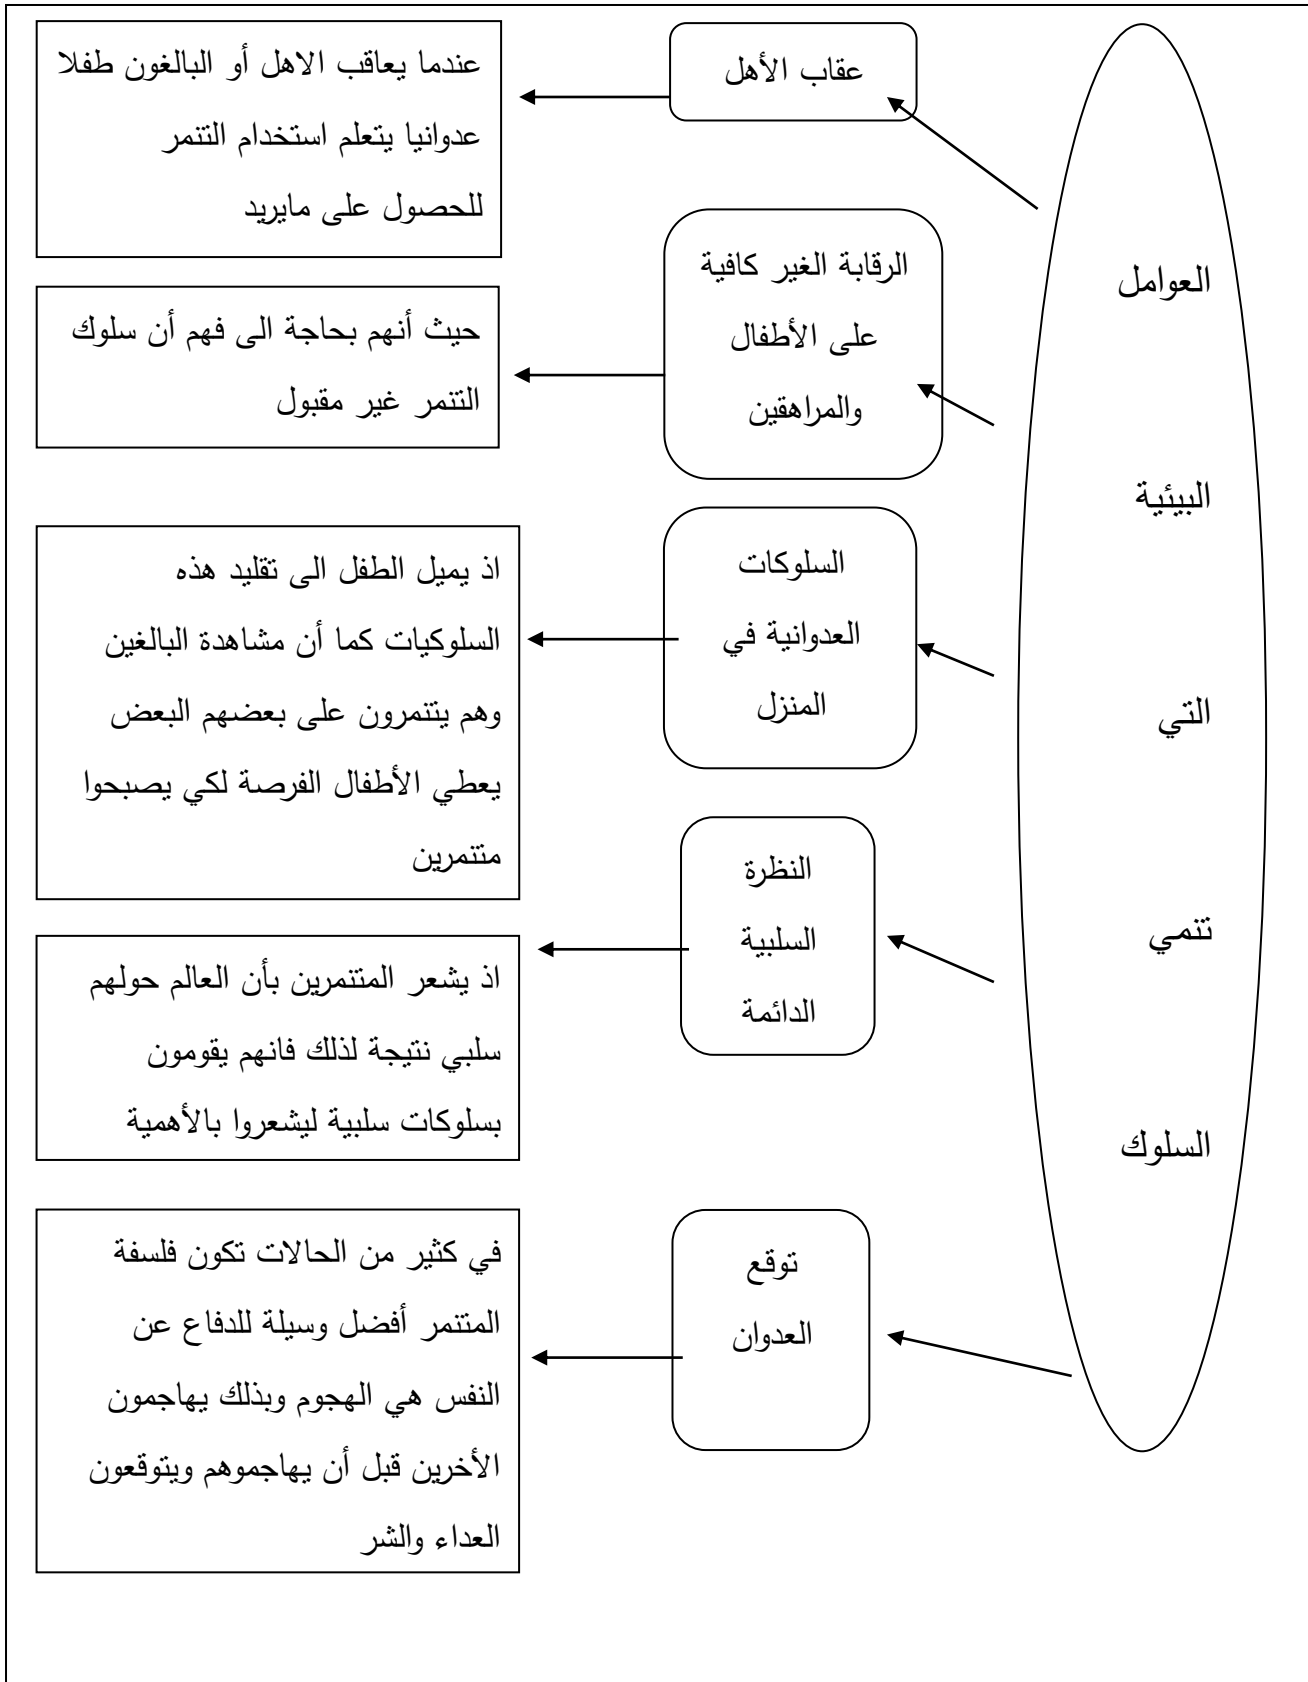 العوامل
البيئية
التي
تنمي
السلوك
عقاب الأهل
عندما يعاقب الاهل أو البالغون طفلا
عدوانيا يتعلم استخدام التنمر
للحصول على مايريد
الرقابة الغير كافية
على الأطفال
والمراهقين
حيث أنهم بحاجة الى فهم أن سلوك
التنمر غير مقبول
السلوكات
العدوانية في
المنزل
اذ يميل الطفل الى تقليد هذه
السلوكيات كما أن مشاهدة البالغين
وهم يتنمرون على بعضهم البعض
يعطي الأطفال الفرصة لكي يصبحوا
متنمرين
النظرة
السلبية
الدائمة
اذ يشعر المتنمرين بأن العالم حولهم
سلبي نتيجة لذلك فانهم يقومون
بسلوكات سلبية ليشعروا بالأهمية
توقع
العدوان
في كثير من الحالات تكون فلسفة
المتنمر أفضل وسيلة للدفاع عن
النفس هي الهجوم وبذلك يهاجمون
الأخرين قبل أن يهاجموهم ويتوقعون
العداء والشر